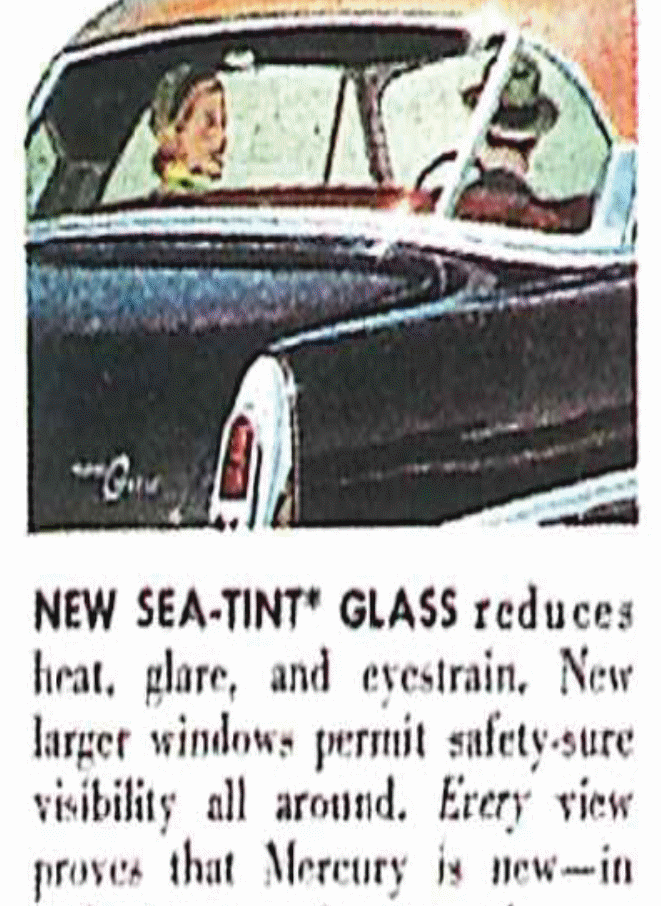 NEW SEA-TINT* GLASS reduces
heat, glare, and eyestrain. New
larger windows permit safety-sure
visibility all around. Every view
proves that Mercury is new—in